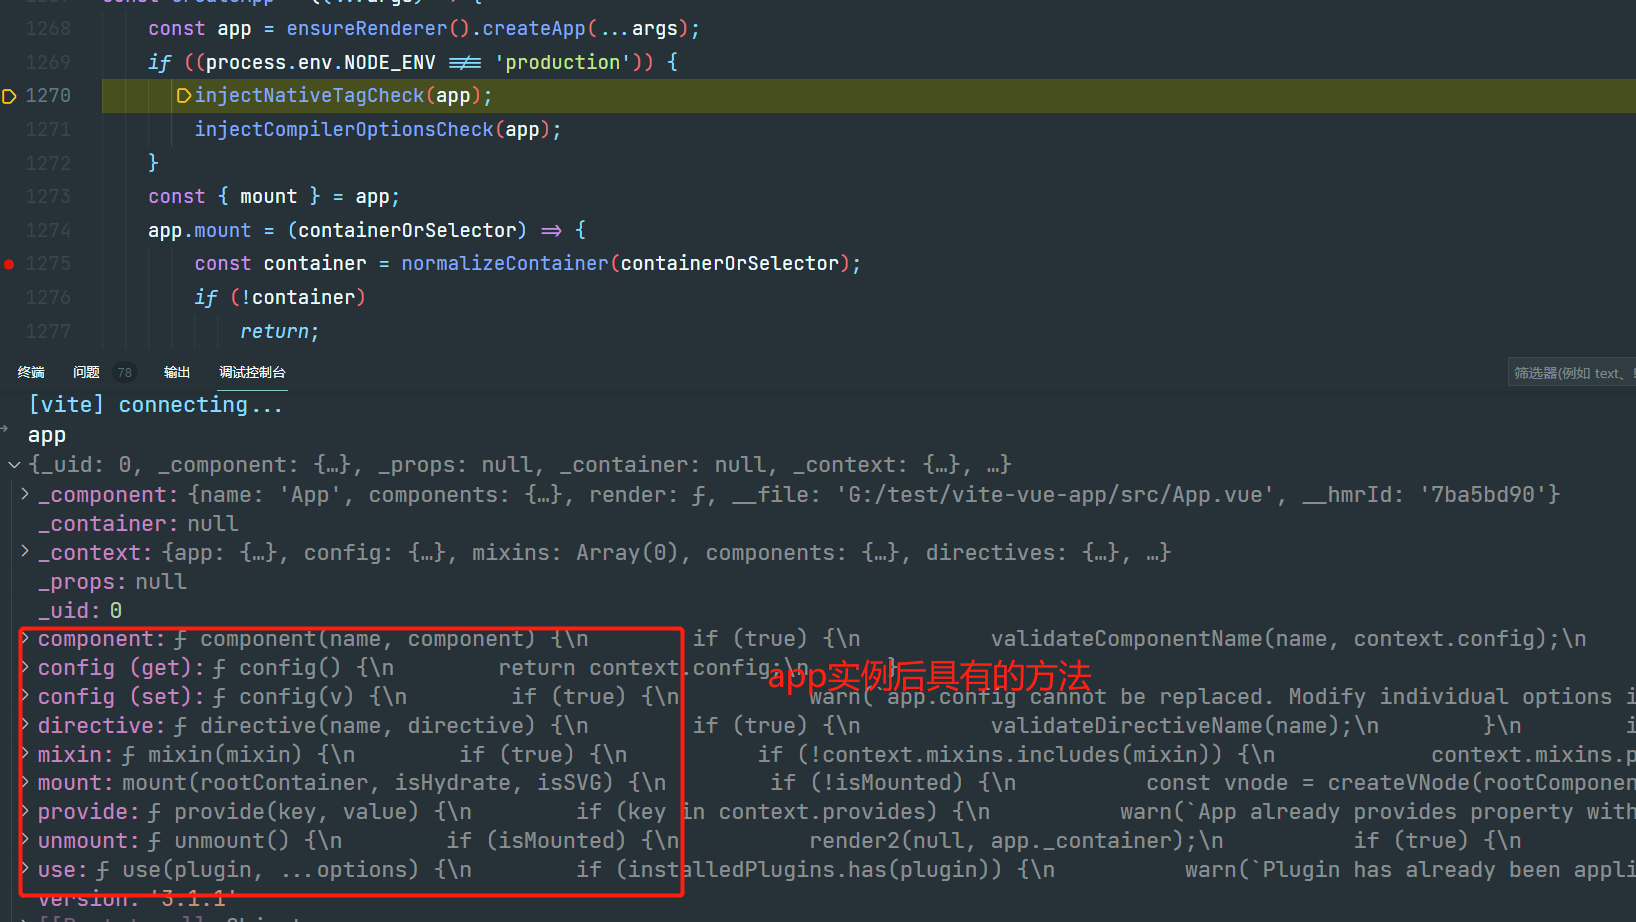 1268 const app = ensureRenderer().createApp(...args);
1269 if ((process.env.NODE_ENV !== 'production')) {
1270 injectNativeTagCheck(app);
1271 injectCompilerOptionsCheck(app);
1272 }
1273 const { mount } = app;
1274 app.mount = (containerOrSelector) => {
1275 const container = normalizeContainer(containerOrSelector);
1276 if (!container)
1277 return;
终端 问题 78 输出 调试控制台 筛选器(例如 text、!
[vite] connecting...
app
{_uid: 0, _component: {…}, _props: null, _container: null, _context: {…}, …}
_component: {name: 'App', components: {…}, render: ƒ, __file: 'G:/test/vite-vue-app/src/App.vue', __hmrId: '7ba5bd90'}
_container: null
_context: {app: {…}, config: {…}, mixins: Array(0), components: {…}, directives: {…}, …}
_props: null
_uid: 0
component: ƒ component(name, component) {\n if (true) {\n validateComponentName(name, context.config);\n
config (get): ƒ config() {\n return context.config;\n }
app实例后具有的方法
config (set): ƒ config(v) {\n if (true) {\n warn(`app.config cannot be replaced. Modify individual options i
directive: ƒ directive(name, directive) {\n if (true) {\n validateDirectiveName(name);\n }\n i
mixin: ƒ mixin(mixin) {\n if (true) {\n if (!context.mixins.includes(mixin)) {\n context.mixins.p
mount: mount(rootContainer, isHydrate, isSVG) {\n if (!isMounted) {\n const vnode = createVNode(rootComponen
provide: ƒ provide(key, value) {\n if (key in context.provides) {\n warn(`App already provides property with
unmount: ƒ unmount() {\n if (isMounted) {\n render2(null, app._container);\n if (true) {\n
use: ƒ use(plugin, ...options) {\n if (installedPlugins.has(plugin)) {\n warn(`Plugin has already been appli
version: '3.1.1'